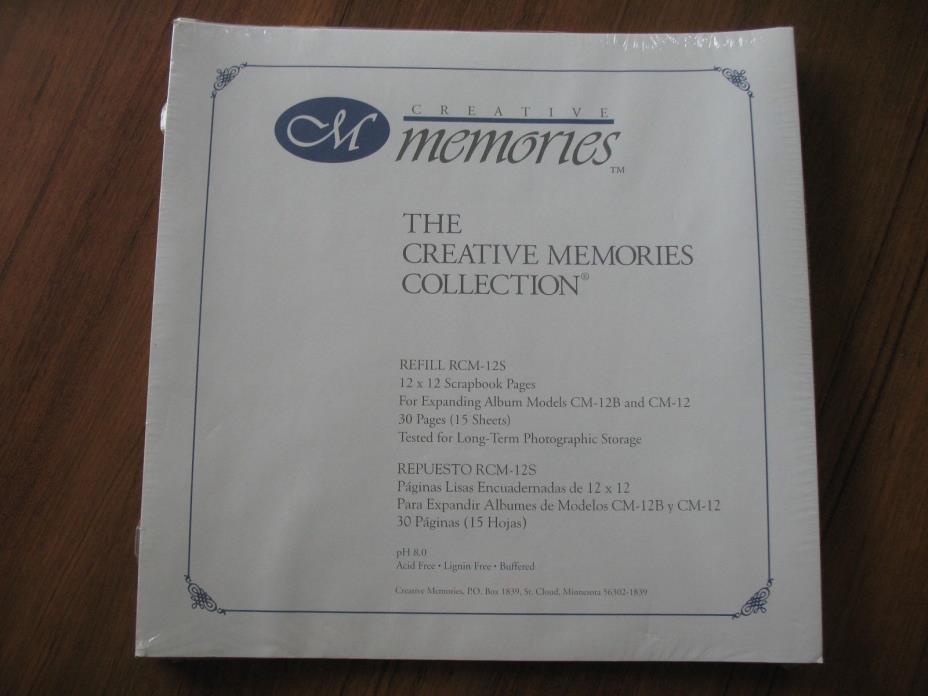 CM
CREATIVE
memories™
THE
CREATIVE MEMORIES
COLLECTION®
REFILL RCM-12S
12 x 12 Scrapbook Pages
For Expanding Album Models CM-12B and CM-12
30 Pages (15 Sheets)
Tested for Long-Term Photographic Storage
REPUESTO RCM-12S
Páginas Lisas Encuadernadas de 12 x 12
Para Expandir Albumes de Modelos CM-12B y CM-12
30 Páginas (15 Hojas)
pH 8.0
Acid Free • Lignin Free • Buffered
Creative Memories, P.O. Box 1839, St. Cloud, Minnesota 56302-1839